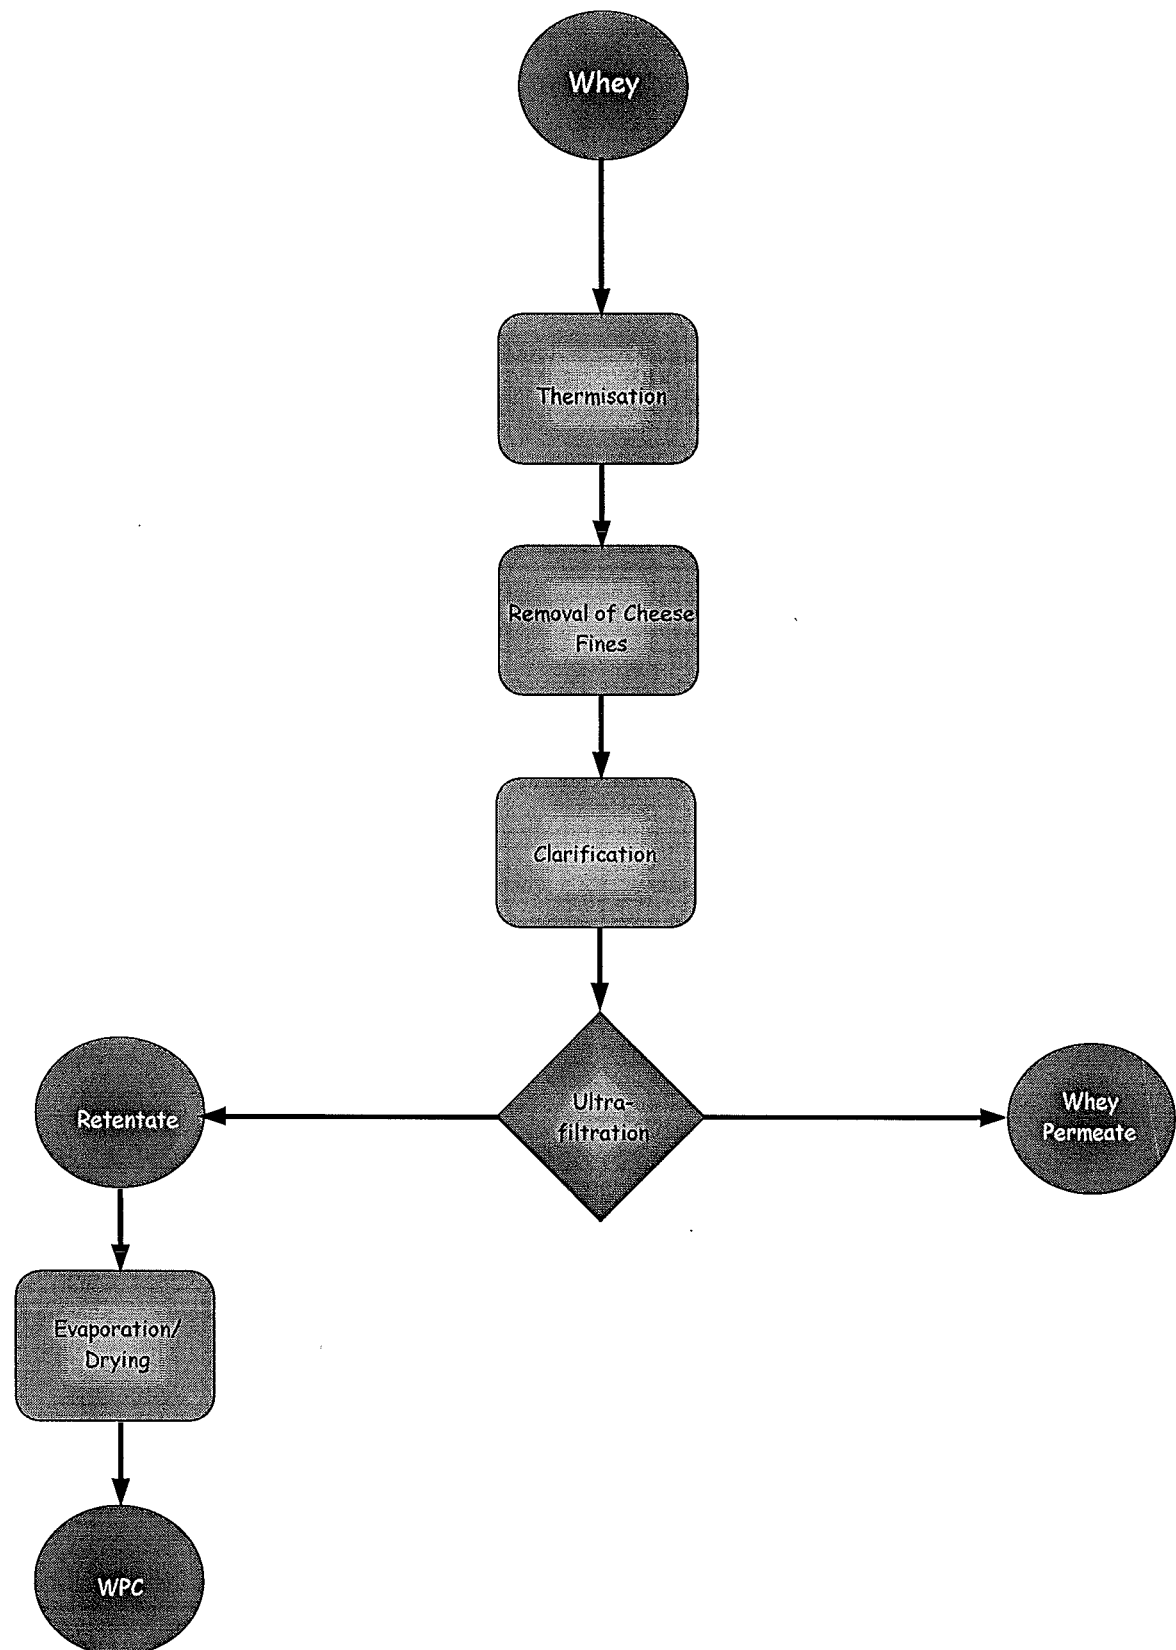 Whey
Thermisation
Removal of Cheese
Fines
Clarification
Ultra-
filtration
Retentate
Whey
Permeate
Evaporation/
Drying
WPC